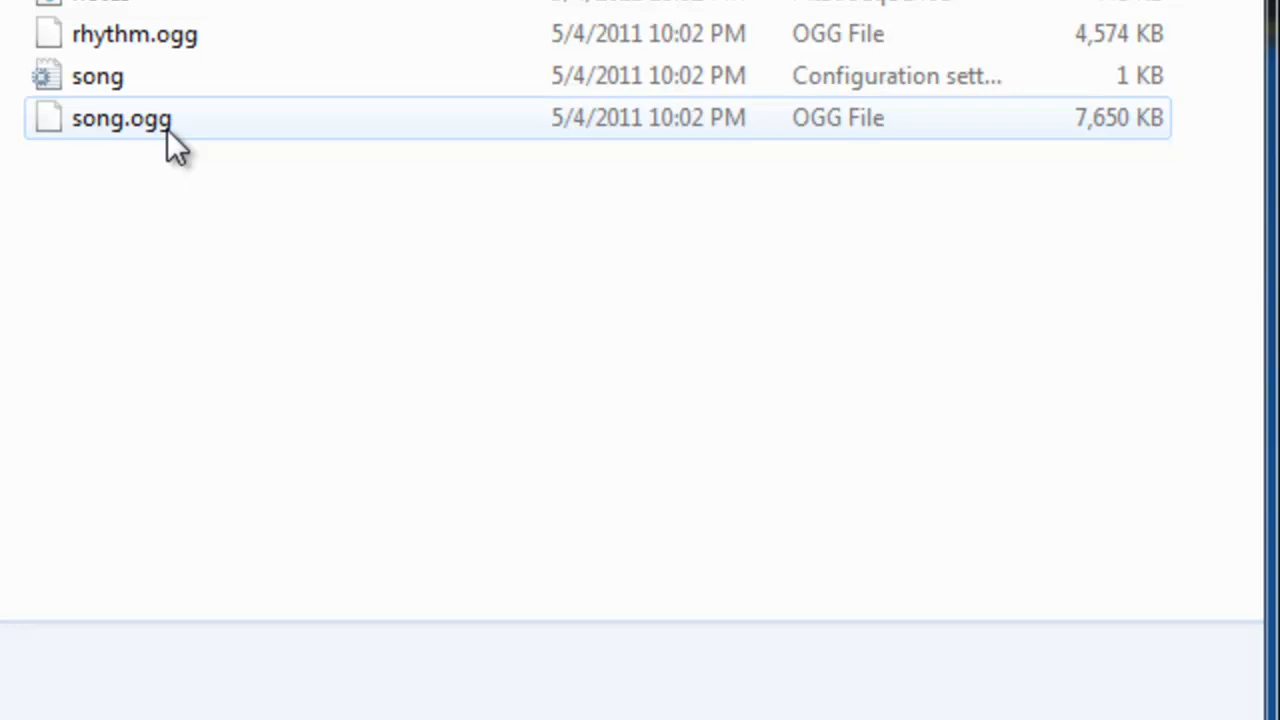 rhythm.ogg 5/4/2011 10:02 PM OGG File 4,574 KB
song 5/4/2011 10:02 PM Configuration sett... 1 KB
song.ogg 5/4/2011 10:02 PM OGG File 7,650 KB